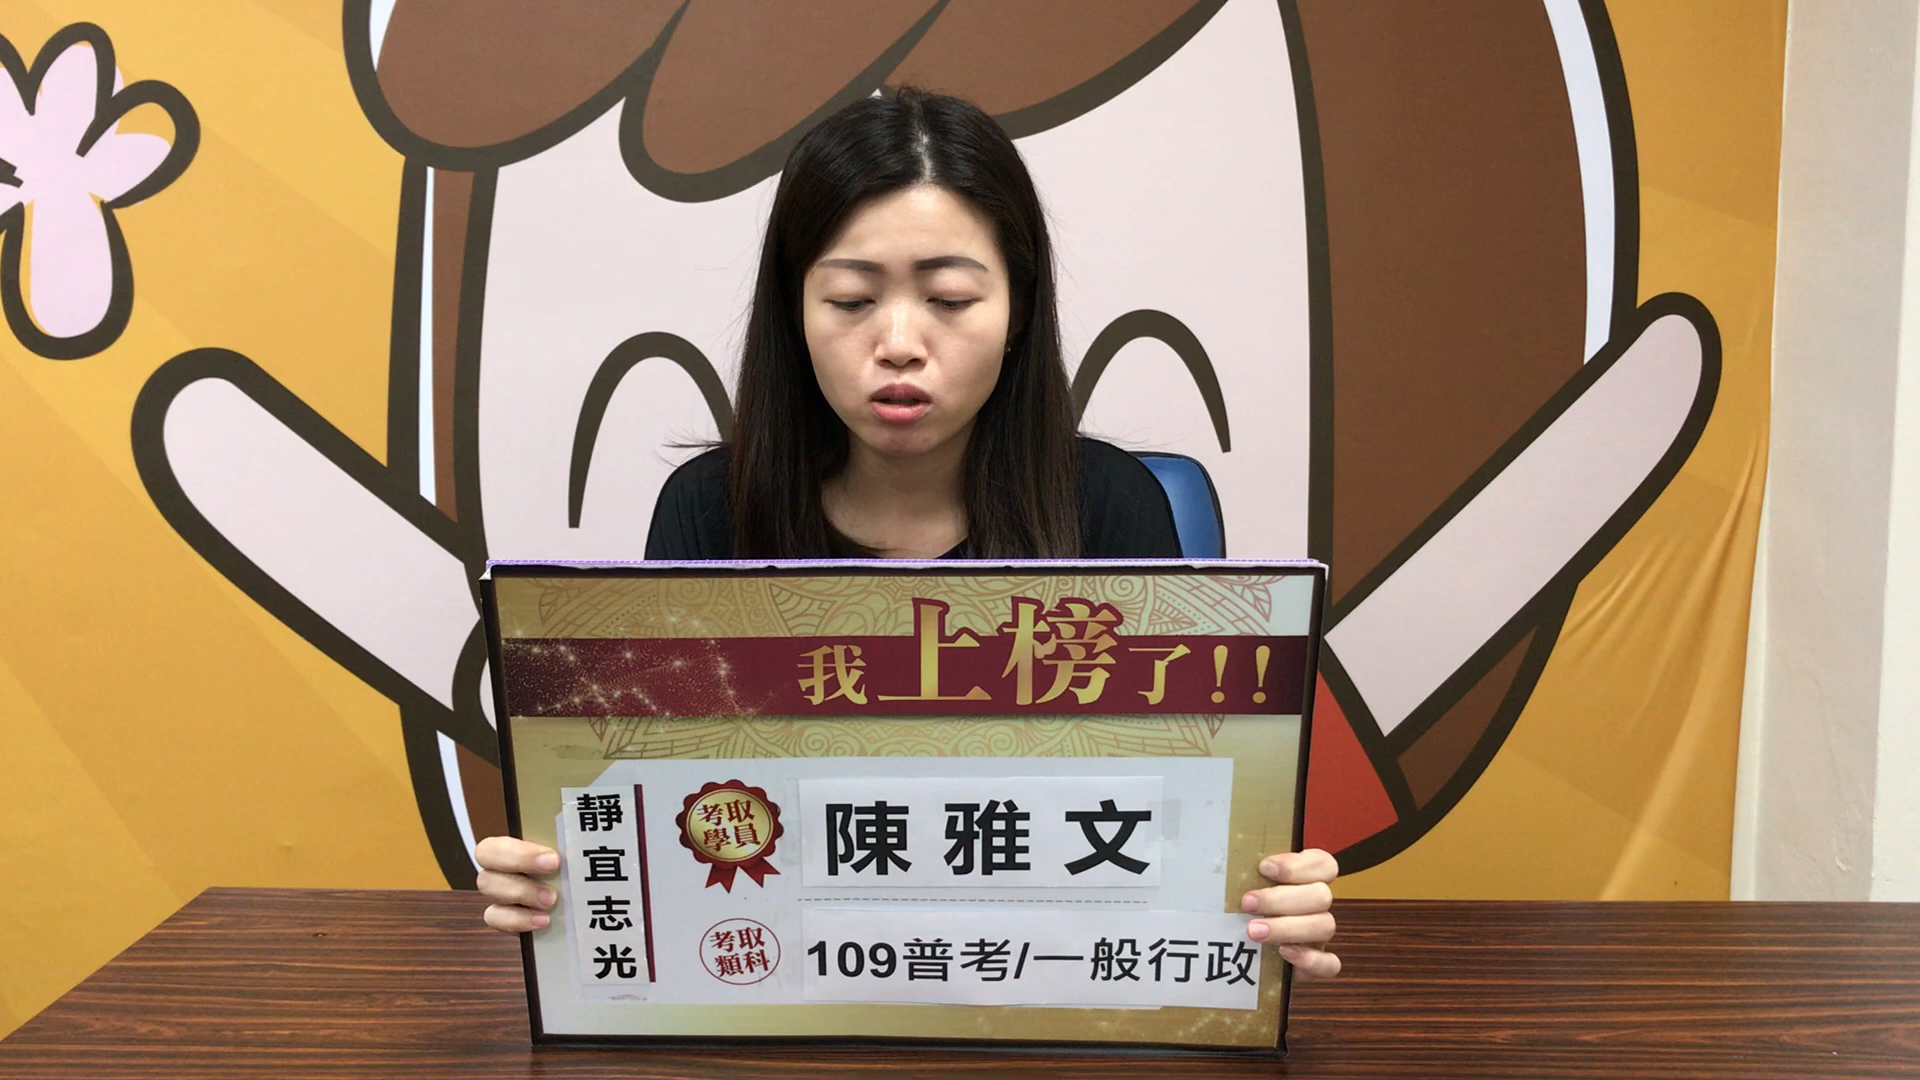 我上榜了!!
靜宜志光
考取
學員
陳雅文
考取
類科
109普考/一般行政